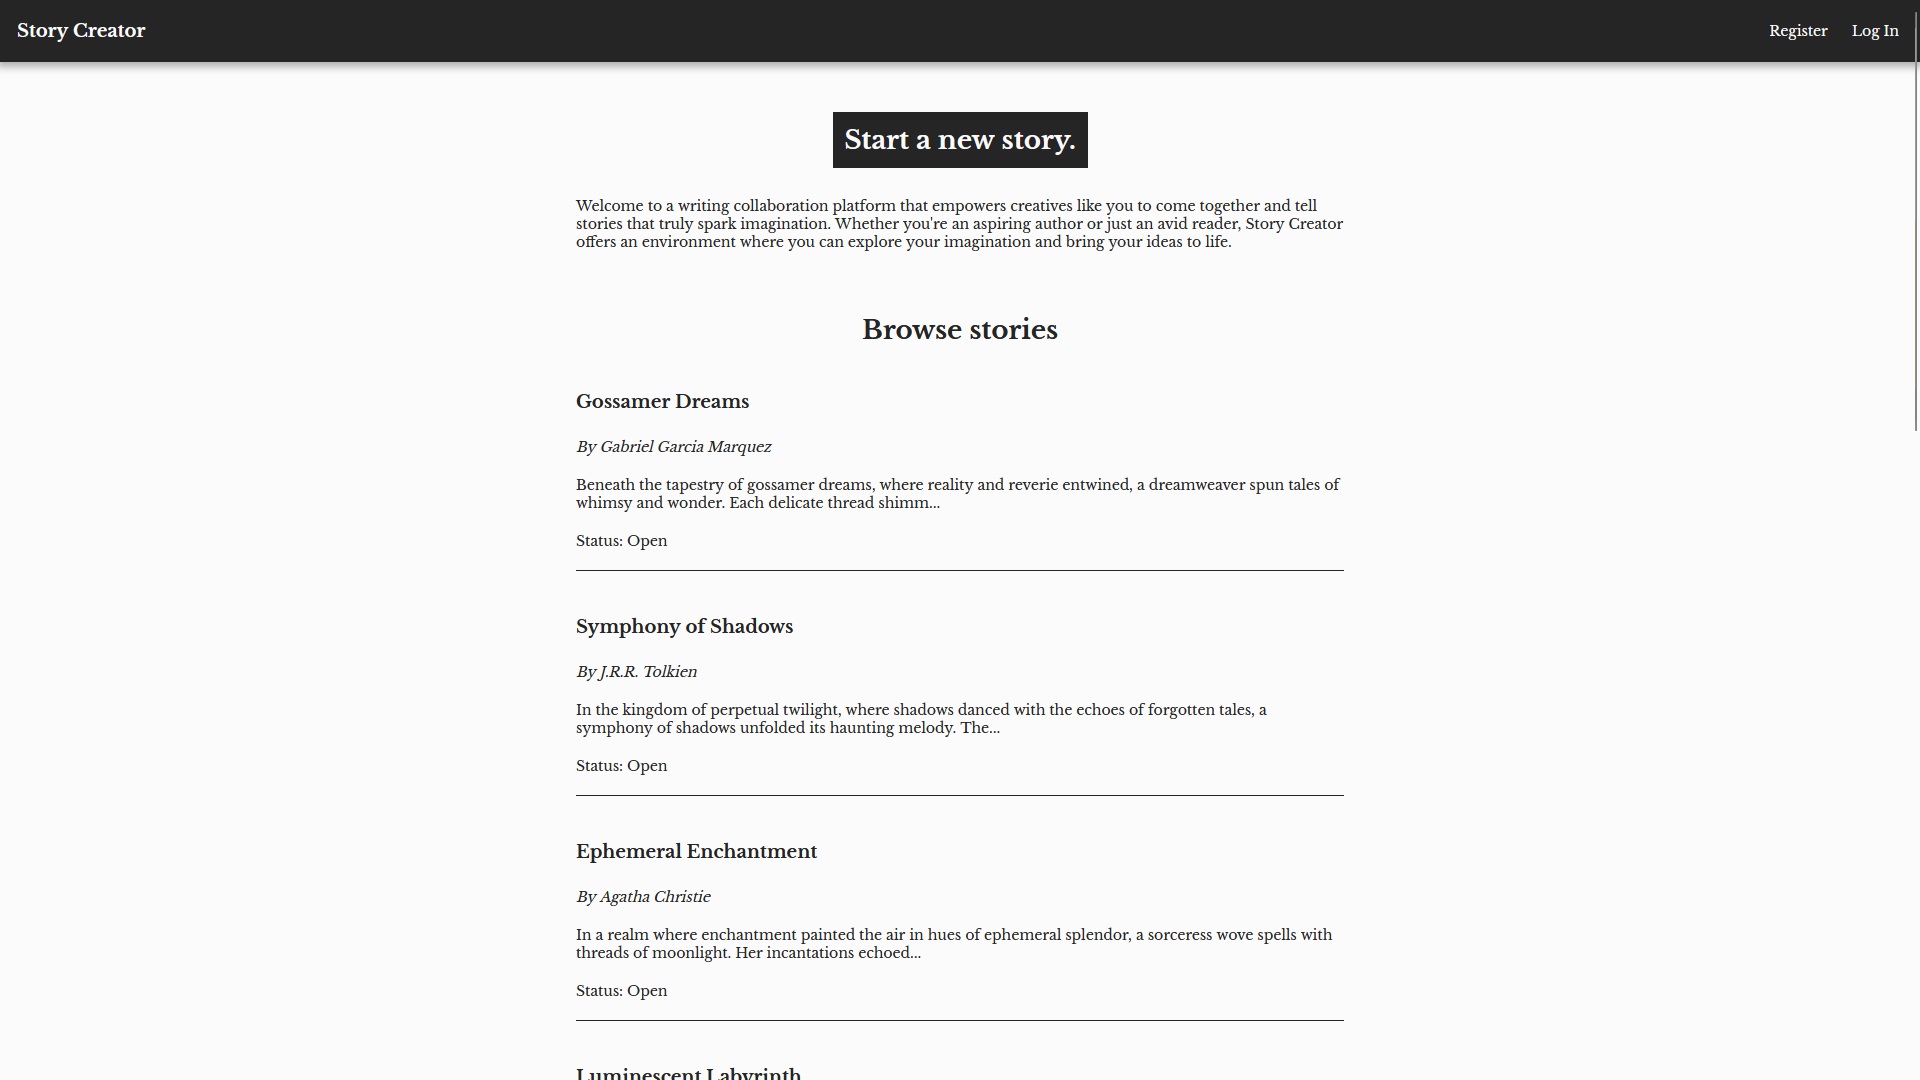 Story Creator
Register
Log In
Start a new story.
Welcome to a writing collaboration platform that empowers creatives like you to come together and tell
stories that truly spark imagination. Whether you're an aspiring author or just an avid reader, Story Creator
offers an environment where you can explore your imagination and bring your ideas to life.
Browse stories
Gossamer Dreams
By Gabriel Garcia Marquez
Beneath the tapestry of gossamer dreams, where reality and reverie entwined, a dreamweaver spun tales of
whimsy and wonder. Each delicate thread shimm...
Status: Open
Symphony of Shadows
By J.R.R. Tolkien
In the kingdom of perpetual twilight, where shadows danced with the echoes of forgotten tales, a
symphony of shadows unfolded its haunting melody. The...
Status: Open
Ephemeral Enchantment
By Agatha Christie
In a realm where enchantment painted the air in hues of ephemeral splendor, a sorceress wove spells with
threads of moonlight. Her incantations echoed...
Status: Open
Luminescent Labyrinth